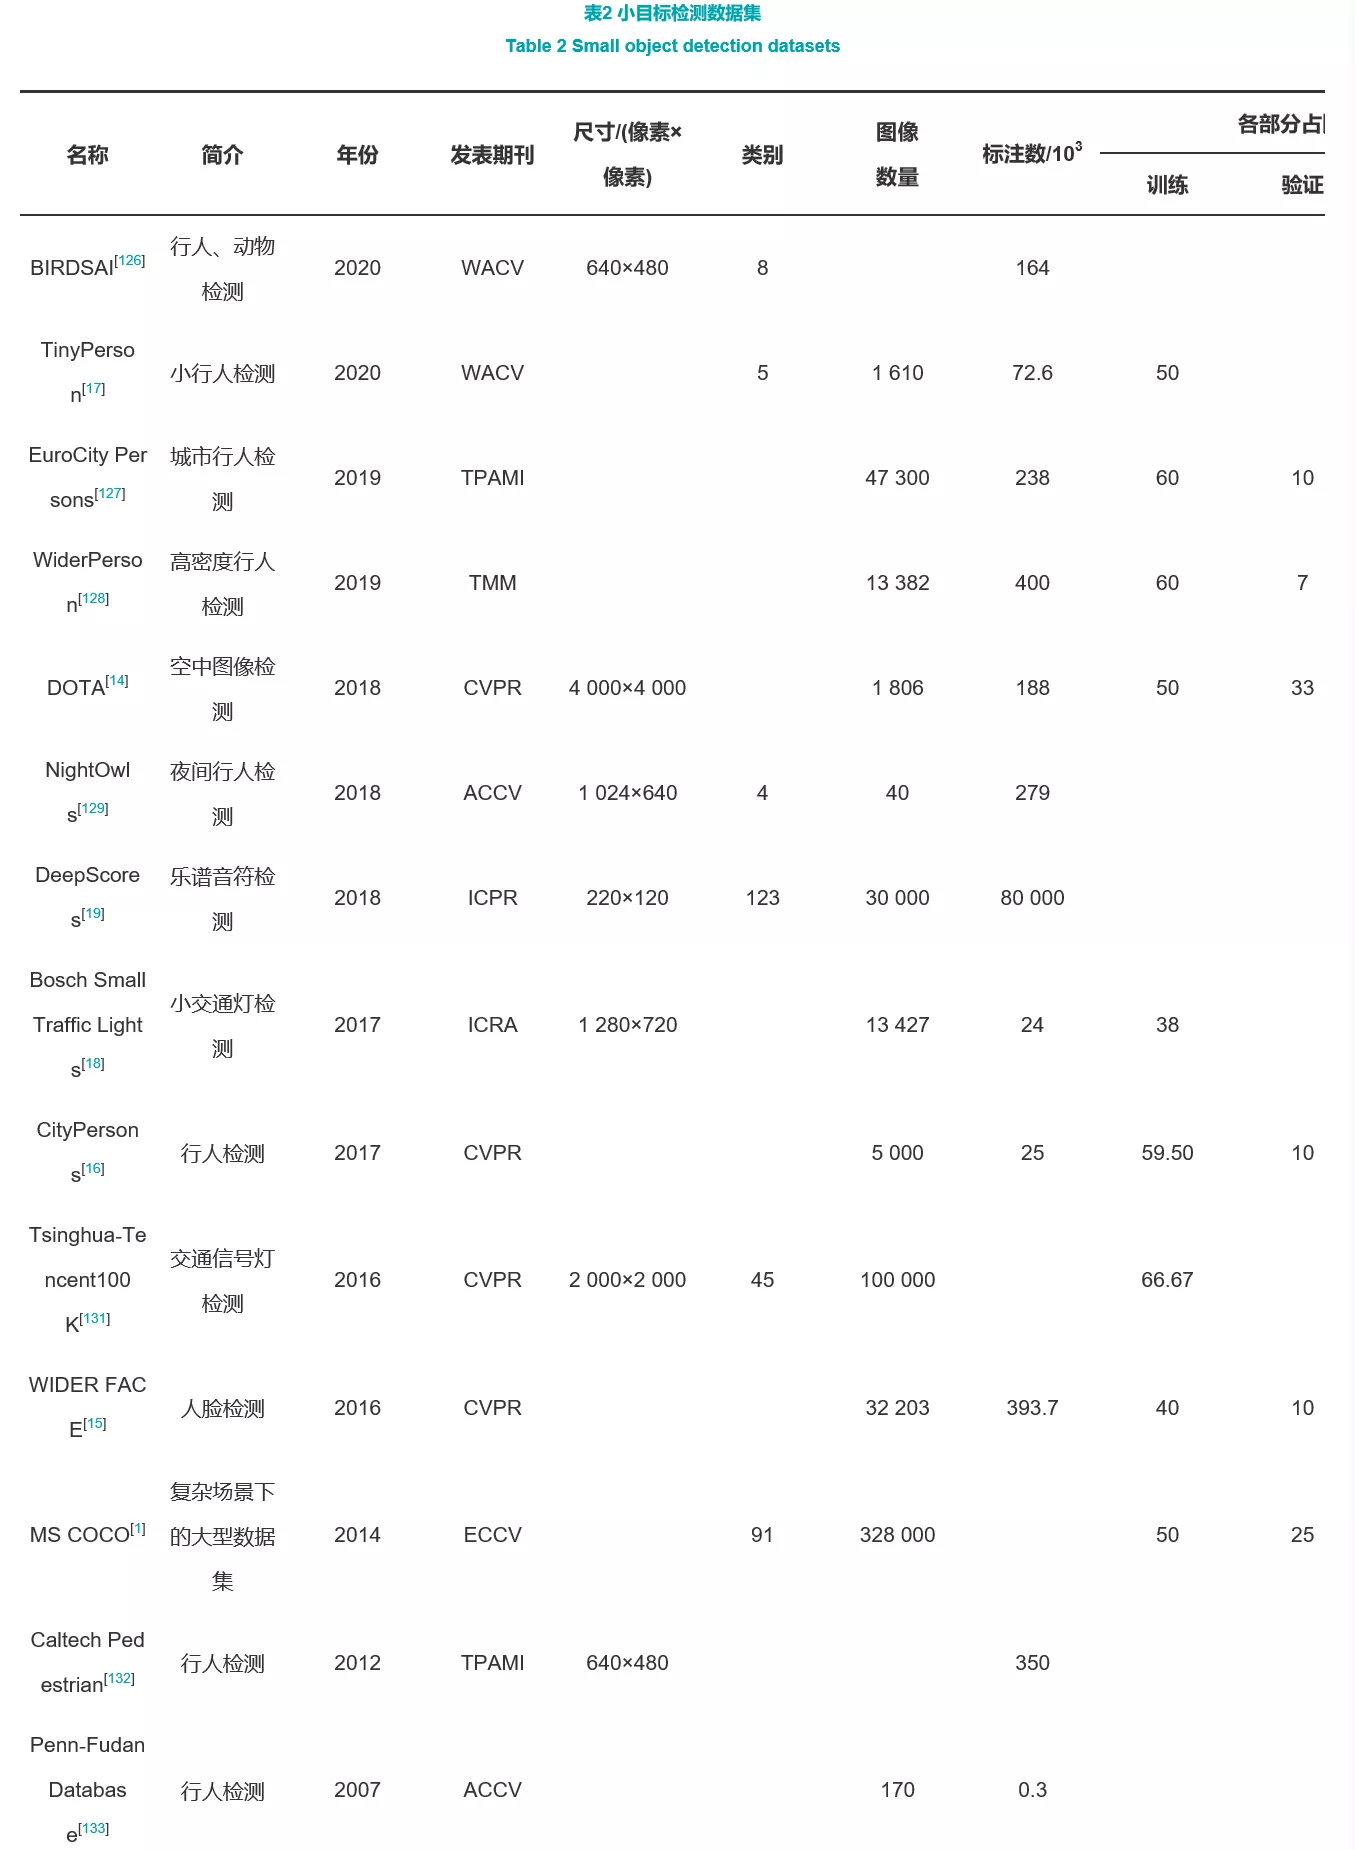 表2 小目标检测数据集
Table 2 Small object detection datasets
名称 简介 年份 发表期刊 尺寸/(像素×像素) 类别 图像数量 标注数/10³ 各部分占
训练 验证
BIRDSAI[126] 行人、动物检测 2020 WACV 640×480 8 164
TinyPerson[17] 小行人检测 2020 WACV 5 1 610 72.6 50
EuroCity Persons[127] 城市行人检测 2019 TPAMI 47 300 238 60 10
WiderPerson[128] 高密度行人检测 2019 TMM 13 382 400 60 7
DOTA[14] 空中图像检测 2018 CVPR 4 000×4 000 1 806 188 50 33
NightOwls[129] 夜间行人检测 2018 ACCV 1 024×640 4 40 279
DeepScores[19] 乐谱音符检测 2018 ICPR 220×120 123 30 000 80 000
Bosch Small Traffic Lights[18] 小交通灯检测 2017 ICRA 1 280×720 13 427 24 38
CityPersons[16] 行人检测 2017 CVPR 5 000 25 59.50 10
Tsinghua-Tencent100K[131] 交通信号灯检测 2016 CVPR 2 000×2 000 45 100 000 66.67
WIDER FACE[15] 人脸检测 2016 CVPR 32 203 393.7 40 10
MS COCO[1] 复杂场景下的大型数据集 2014 ECCV 91 328 000 50 25
Caltech Pedestrian[132] 行人检测 2012 TPAMI 640×480 350
Penn-Fudan Database[133] 行人检测 2007 ACCV 170 0.3